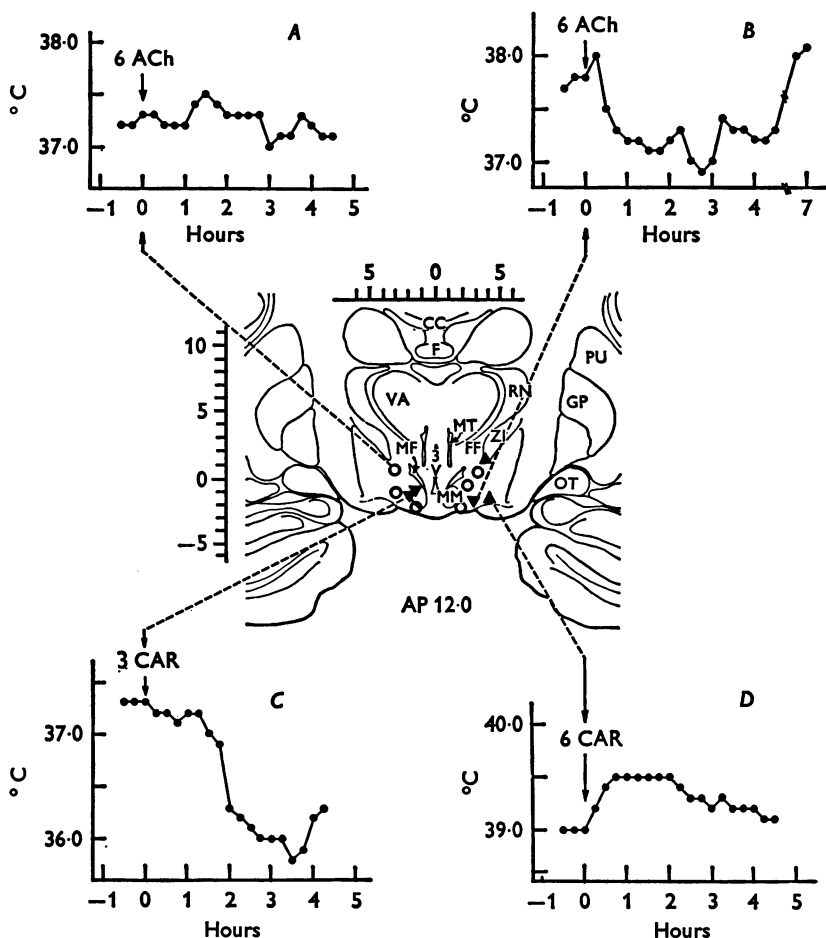 A
38·0
6 ACh
°C
37·0
−1 0 1 2 3 4 5
Hours
B
6 ACh
38·0
°C
37·0
−1 0 1 2 3 4 7
Hours
5 0 5
10
5
0
−5
CC
F
VA
RN
PU
GP
MT
ZI
MF
3
V
FF
MM
OT
AP 12·0
3 CAR
C
37·0
°C
36·0
−1 0 1 2 3 4 5
Hours
D
40·0
6 CAR
°C
39·0
−1 0 1 2 3 4 5
Hours